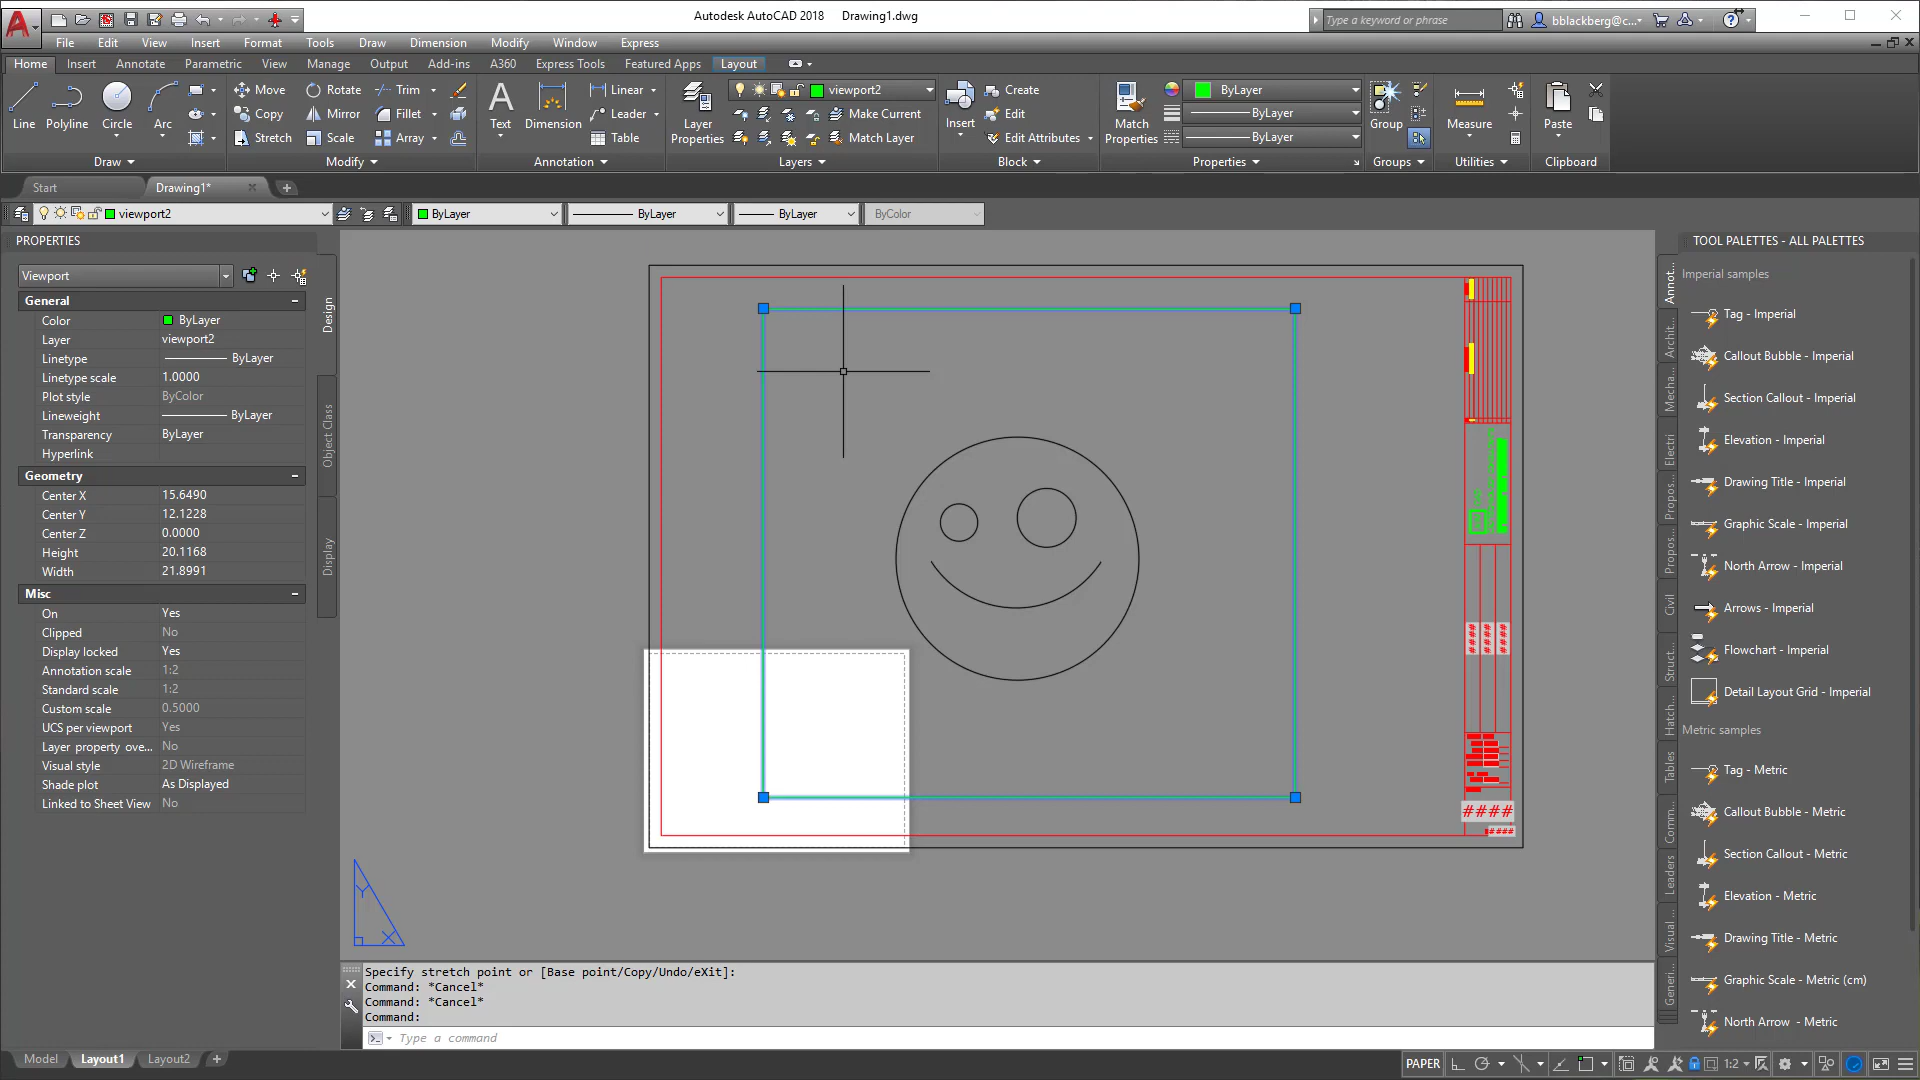 Autodesk AutoCAD 2018 Drawing1.dwg
Type a keyword or phrase
bblackberg@c...
File Edit View Insert Format Tools Draw Dimension Modify Window Express
Home Insert Annotate Parametric View Manage Output Add-ins A360 Express Tools Featured Apps Layout
Line Polyline Circle Arc
Move Rotate Trim
Copy Mirror Fillet
Stretch Scale Array
Text Dimension
Linear
Leader
Table
Layer Properties
viewport2
Make Current
Match Layer
Insert
Create
Edit
Edit Attributes
Match Properties
ByLayer
ByLayer
ByLayer
Group
Measure
Paste
Draw Modify Annotation Layers Block Properties Groups Utilities Clipboard
Start Drawing1*
viewport2 ByLayer ByLayer ByLayer ByColor
PROPERTIES
Viewport
General
Color ByLayer
Layer viewport2
Linetype ByLayer
Linetype scale 1.0000
Plot style ByColor
Lineweight ByLayer
Transparency ByLayer
Hyperlink
Geometry
Center X 15.6490
Center Y 12.1228
Center Z 0.0000
Height 20.1168
Width 21.8991
Misc
On Yes
Clipped No
Display locked Yes
Annotation scale 1:2
Standard scale 1:2
Custom scale 0.5000
UCS per viewport Yes
Layer property ove... No
Visual style 2D Wireframe
Shade plot As Displayed
Linked to Sheet View No
Design
Object Class
Display
Y
X
####
####
Specify stretch point or [Base point/Copy/Undo/eXit]:
Command: *Cancel*
Command: *Cancel*
Command:
Type a command
Model Layout1 Layout2
PAPER
1:2
TOOL PALETTES - ALL PALETTES
Annot...
Archit...
Mecha...
Electri
Propos...
Propos...
Civil
Struct...
Hatch...
Tables
Comm...
Leaders
Visual...
Generi...
Imperial samples
Tag - Imperial
Callout Bubble - Imperial
Section Callout - Imperial
Elevation - Imperial
Drawing Title - Imperial
Graphic Scale - Imperial
North Arrow - Imperial
Arrows - Imperial
Flowchart - Imperial
Detail Layout Grid - Imperial
Metric samples
Tag - Metric
Callout Bubble - Metric
Section Callout - Metric
Elevation - Metric
Drawing Title - Metric
Graphic Scale - Metric (cm)
North Arrow - Metric